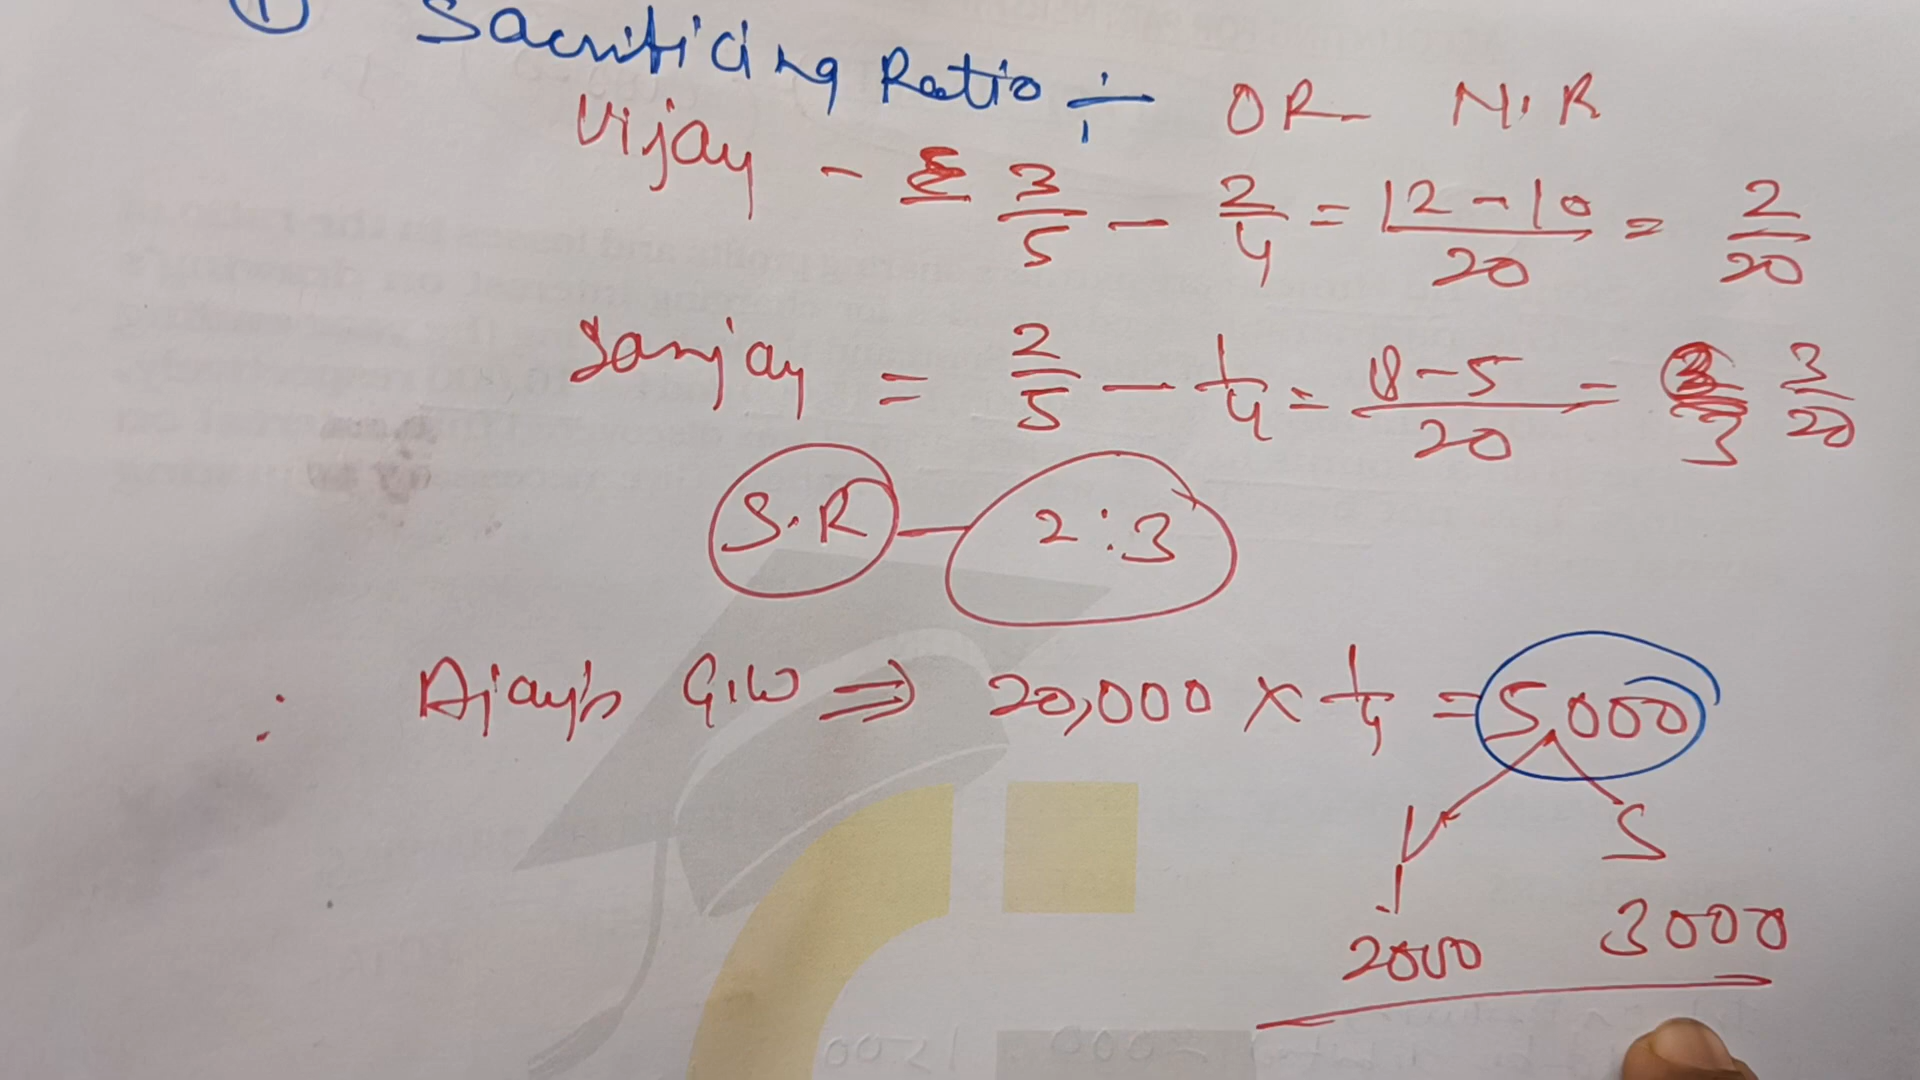 ① Sacrificing Ratio ÷ OR - N.R
Vijay - 3/5 - 2/4 = 12-10/20 = 2/20
Sanjay = 2/5 - 1/4 = 8-5/20 = 3/20
S.R - 2:3
∴ Ajay's G.W ⇒ 20,000 × 1/4 = 5,000
V S
2000 3000